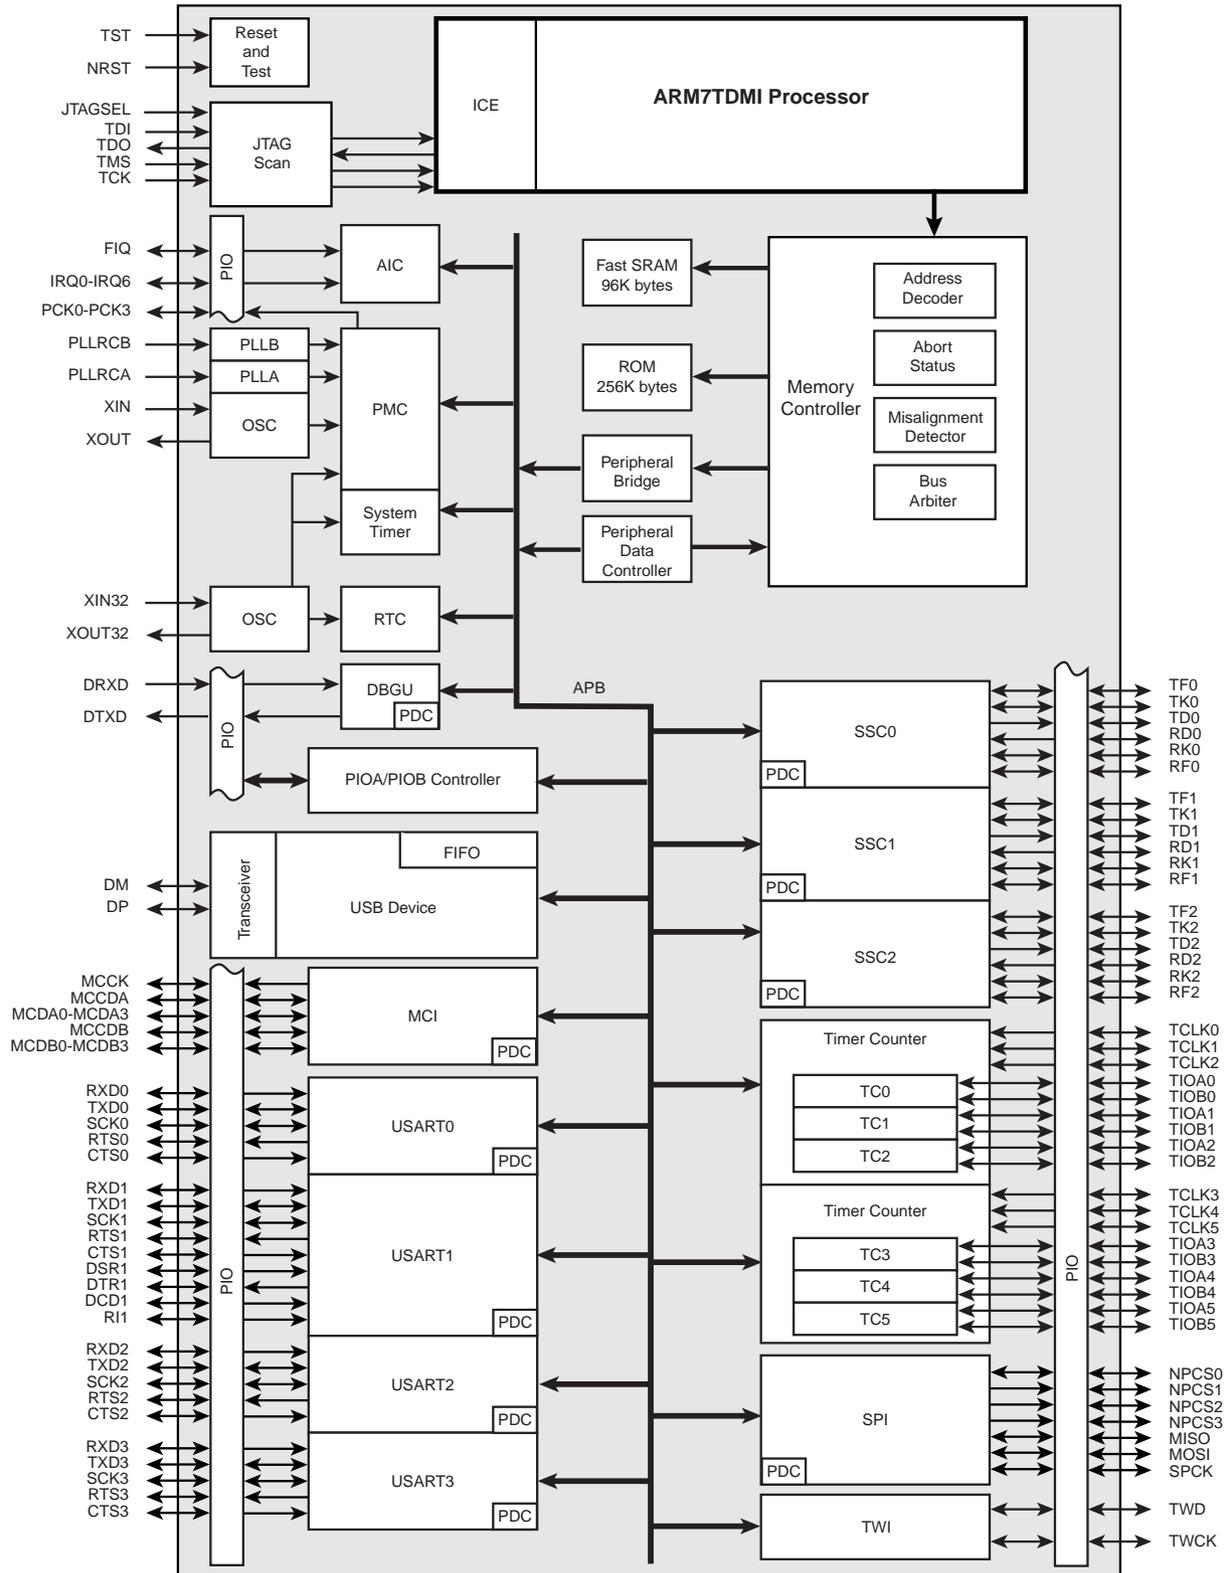 TST
NRST
Reset
and
Test
ICE
ARM7TDMI Processor
JTAGSEL
TDI
TDO
TMS
TCK
JTAG
Scan
FIQ
IRQ0-IRQ6
PCK0-PCK3
PIO
AIC
PLLRCB
PLLRCA
XIN
XOUT
PLLB
PLLA
OSC
PMC
System
Timer
XIN32
XOUT32
OSC
RTC
DRXD
DTXD
PIO
DBGU
PDC
PIOA/PIOB Controller
Fast SRAM
96K bytes
ROM
256K bytes
Peripheral
Bridge
Peripheral
Data
Controller
Memory
Controller
Address
Decoder
Abort
Status
Misalignment
Detector
Bus
Arbiter
APB
DM
DP
Transceiver
FIFO
USB Device
MCCK
MCCDA
MCDA0-MCDA3
MCCDB
MCDB0-MCDB3
MCI
PDC
RXD0
TXD0
SCK0
RTS0
CTS0
USART0
PDC
RXD1
TXD1
SCK1
RTS1
CTS1
DSR1
DTR1
DCD1
RI1
PIO
USART1
PDC
RXD2
TXD2
SCK2
RTS2
CTS2
USART2
PDC
RXD3
TXD3
SCK3
RTS3
CTS3
USART3
PDC
SSC0
PDC
TF0
TK0
TD0
RD0
RK0
RF0
SSC1
PDC
TF1
TK1
TD1
RD1
RK1
RF1
SSC2
PDC
TF2
TK2
TD2
RD2
RK2
RF2
Timer Counter
TC0
TC1
TC2
TCLK0
TCLK1
TCLK2
TIOA0
TIOB0
TIOA1
TIOB1
TIOA2
TIOB2
Timer Counter
TC3
TC4
TC5
PIO
TCLK3
TCLK4
TCLK5
TIOA3
TIOB3
TIOA4
TIOB4
TIOA5
TIOB5
SPI
PDC
NPCS0
NPCS1
NPCS2
NPCS3
MISO
MOSI
SPCK
TWI
TWD
TWCK